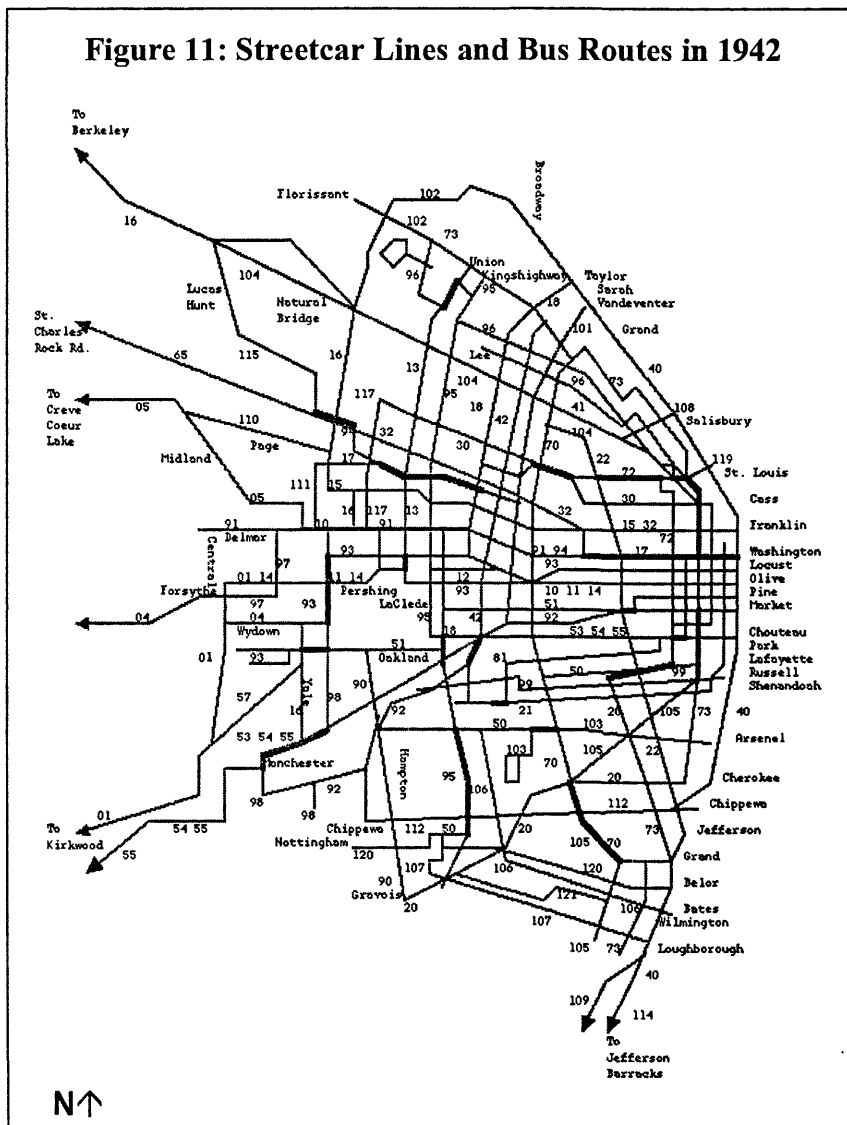 Figure 11: Streetcar Lines and Bus Routes in 1942
To
Berkeley
Broadway
Florissant
102
102
73
16
96
Union
Kingshighway
95
Taylor
Sarah
Vandeventer
104
Lucas
Hunt
Natural
Bridge
18
101
Grand
St.
Charles
Rock Rd.
96
65
16
13
Lee
40
115
104
95
96
73
To
Creve
Coeur
Lake
117
18
41
108
05
42
Salisbury
110
32
104
30
70
22
119
Midland
Page
17
72
St. Louis
111
15
30
Cass
05
32
16
117
13
15 32
Franklin
91
10
91
72
Delmar
93
91 94
17
Washington
Central
97
93
Locust
01 14
11 14
12
Olive
Forsythe
Pershing
93
10 11 14
Pine
97
93
LaClede
51
Market
04
04
95
42
92
Wydown
18
53 54 55
Chouteau
51
Park
01
93
Oakland
81
50
Lafayette
99
Russell
Yale
90
99
Shenandoah
57
98
92
21
20
105
73
40
16
50
103
53 54 55
103
105
22
Arsenel
Hampton
Manchester
95
70
98
92
106
20
Cherokee
01
98
112
Chippewa
To
Kirkwood
54 55
Chippewa
112
50
20
105
70
73
Jefferson
Nottingham
55
120
107
106
120
Grand
90
Belor
Gravois
20
121
106
Bates
107
Wilmington
105
73
Loughborough
40
109
114
To
Jefferson
Barracks
N↑